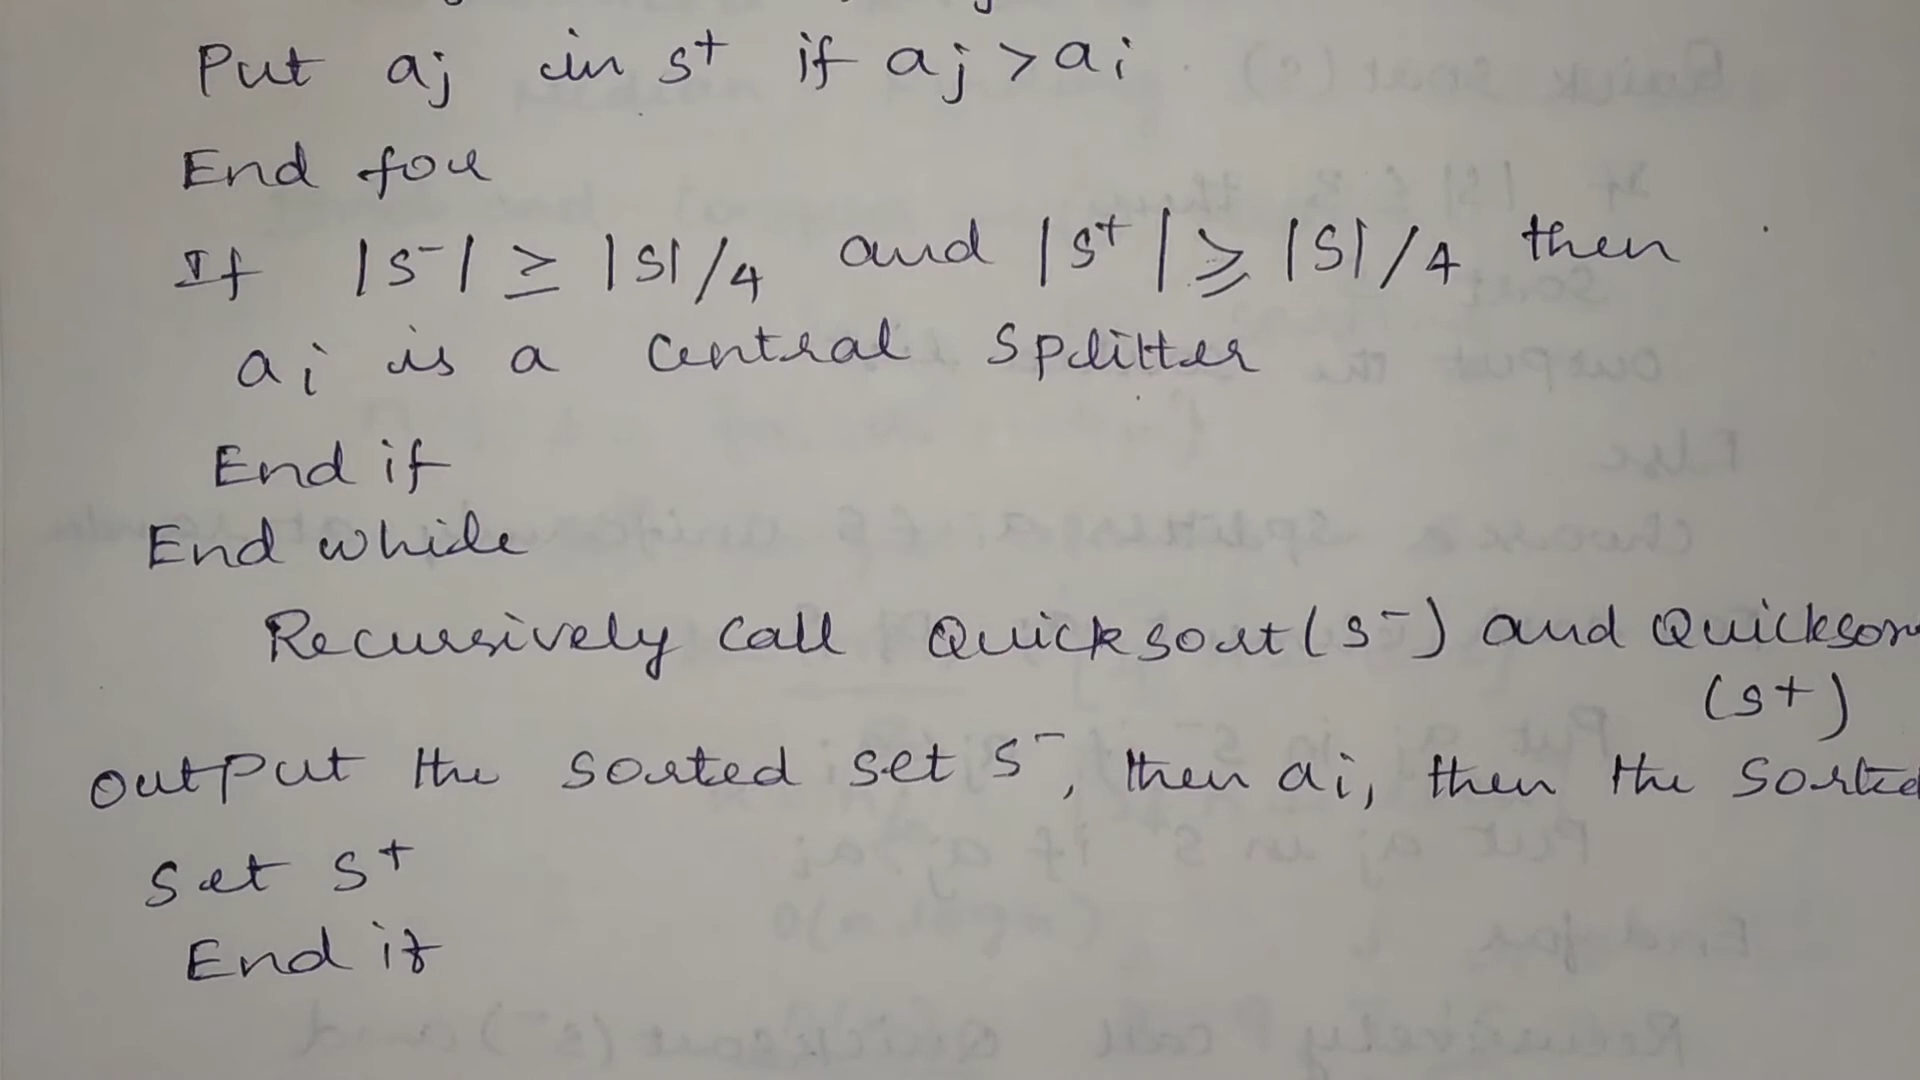 Put aj in S⁺ if aj > ai
End for
If |S⁻| ≥ |S|/4 and |S⁺| ≥ |S|/4 then
ai is a Central Splitter
End if
End while
Recursively call Quicksort(S⁻) and Quicksor
(S⁺)
output the sorted set S⁻, then ai, then the Sorted
Set S⁺
End if